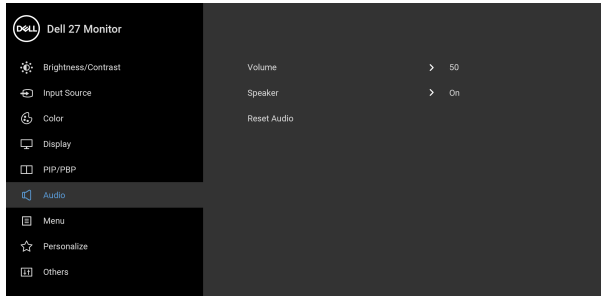 DELL Dell 27 Monitor
Brightness/Contrast
Input Source
Color
Display
PIP/PBP
Audio
Menu
Personalize
Others
Volume > 50
Speaker > On
Reset Audio